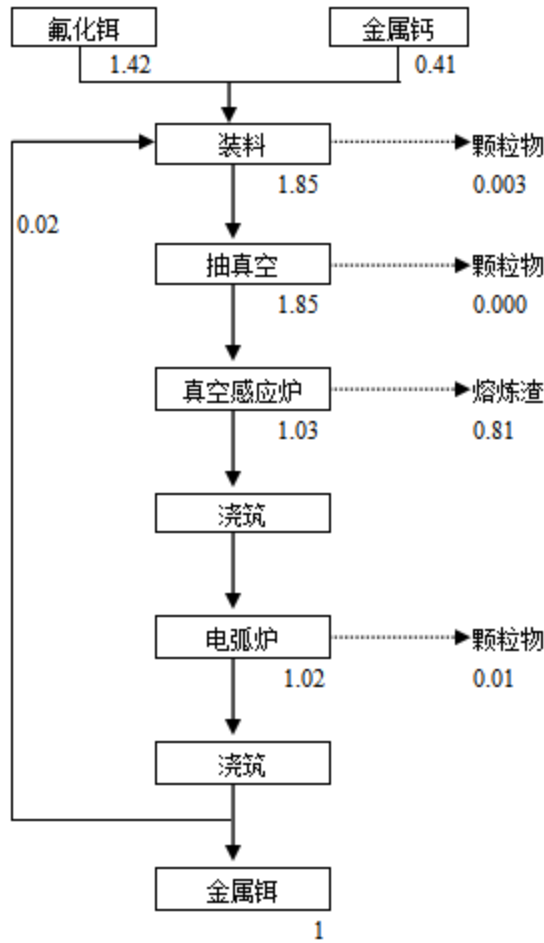 氟化铒
金属钙
1.42
0.41
装料
颗粒物
1.85
0.003
0.02
抽真空
颗粒物
1.85
0.000
真空感应炉
熔炼渣
1.03
0.81
浇筑
电弧炉
颗粒物
1.02
0.01
浇筑
金属铒
1